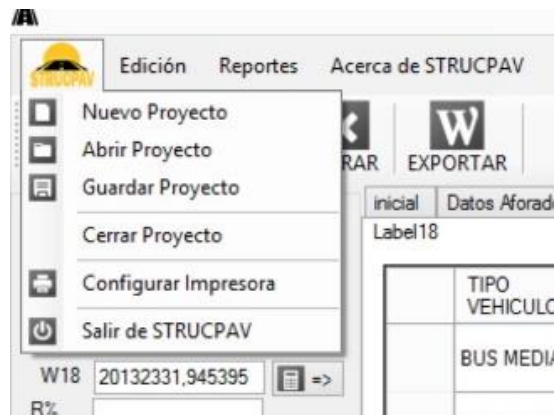 STRUCPAV Edición Reportes Acerca de STRUCPAV
Nuevo Proyecto
Abrir Proyecto
Guardar Proyecto
Cerrar Proyecto
Configurar Impresora
Salir de STRUCPAV
RAR EXPORTAR
inicial Datos Aforado
Label18
TIPO
VEHICULO
BUS MEDIA
W18 20132331,945395 =>
R%